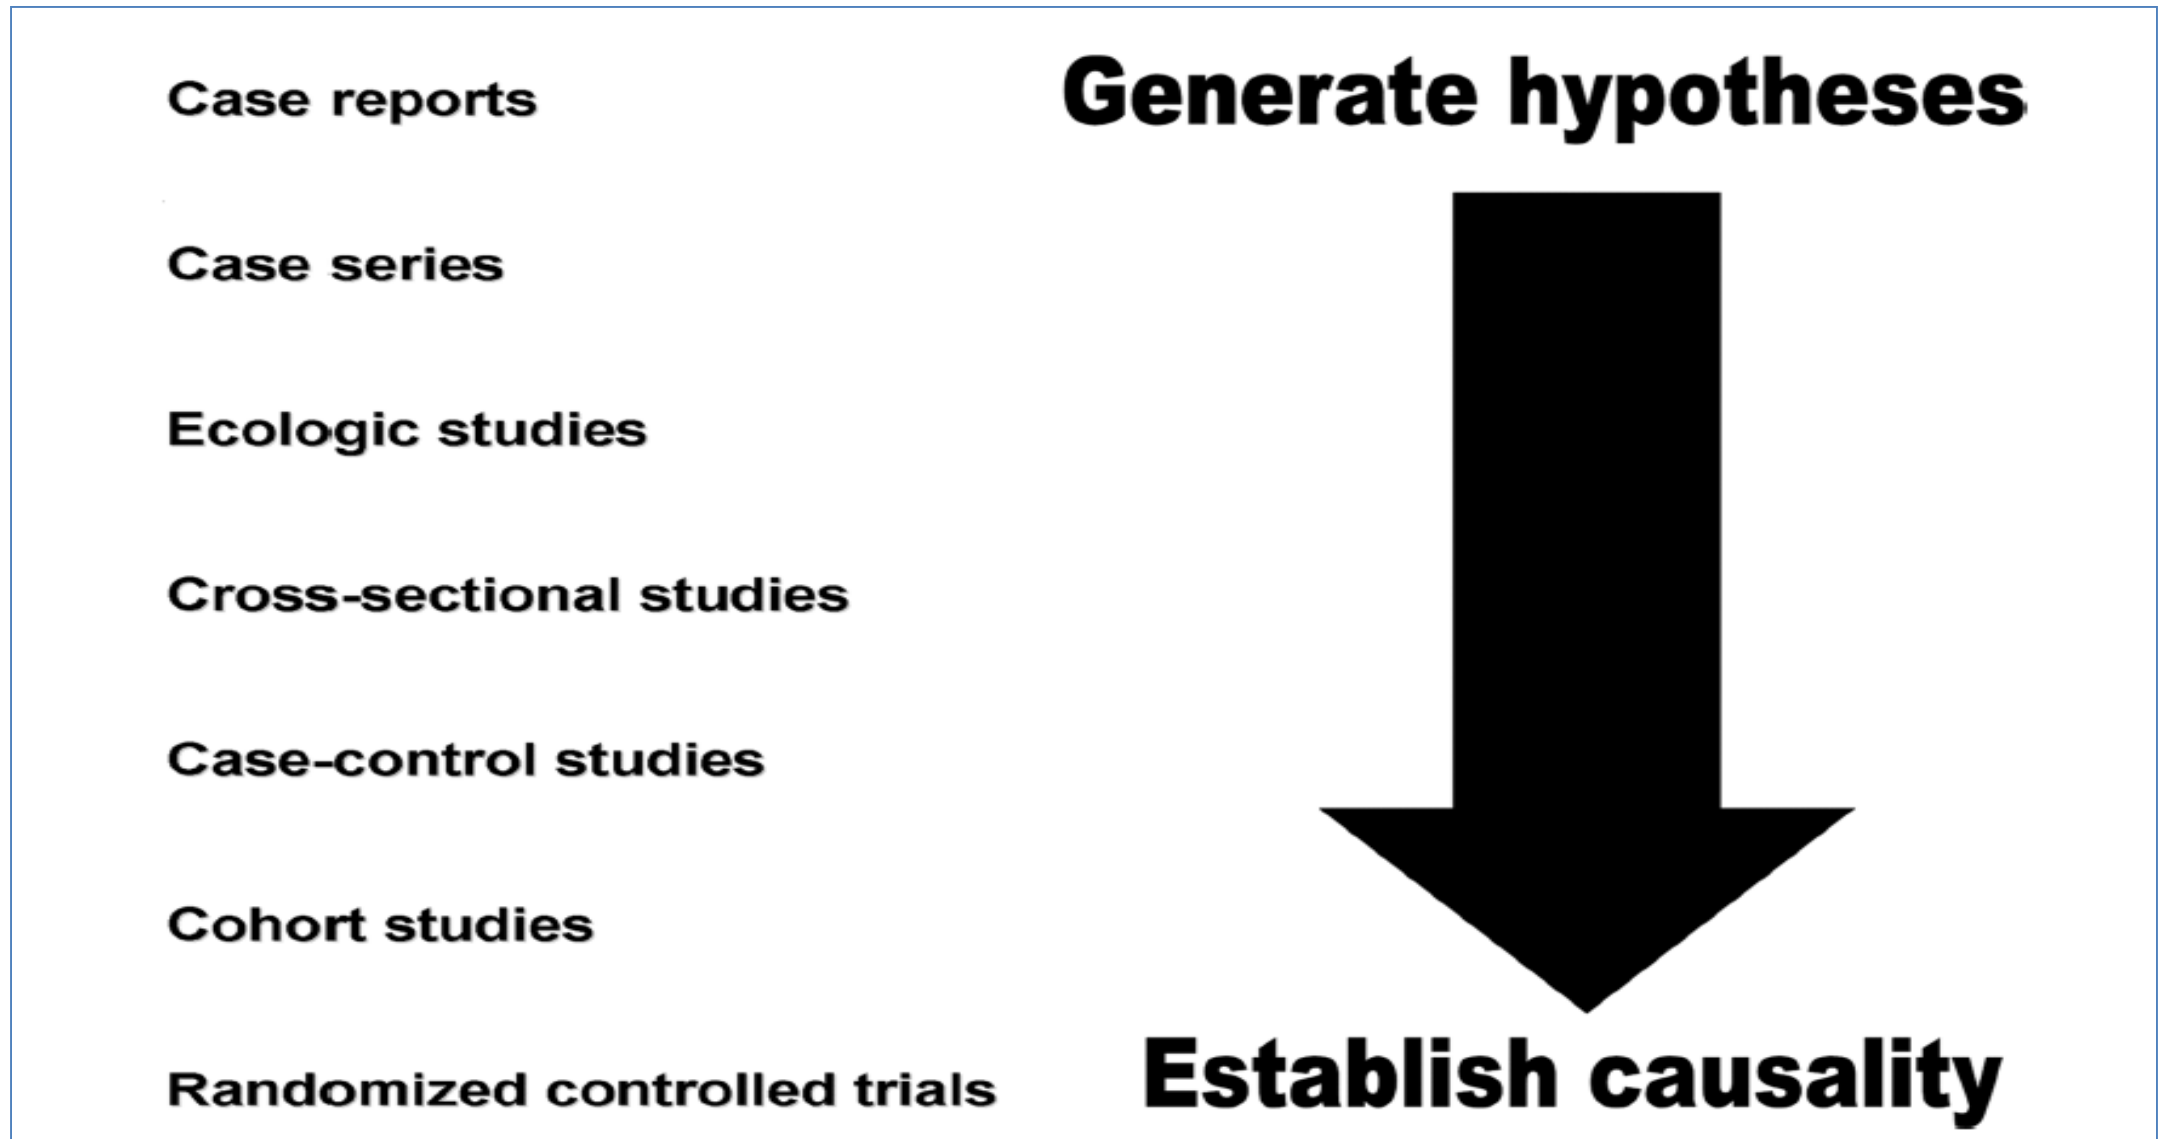 Case reports
Generate hypotheses
Case series
Ecologic studies
Cross-sectional studies
Case-control studies
Cohort studies
Randomized controlled trials
Establish causality